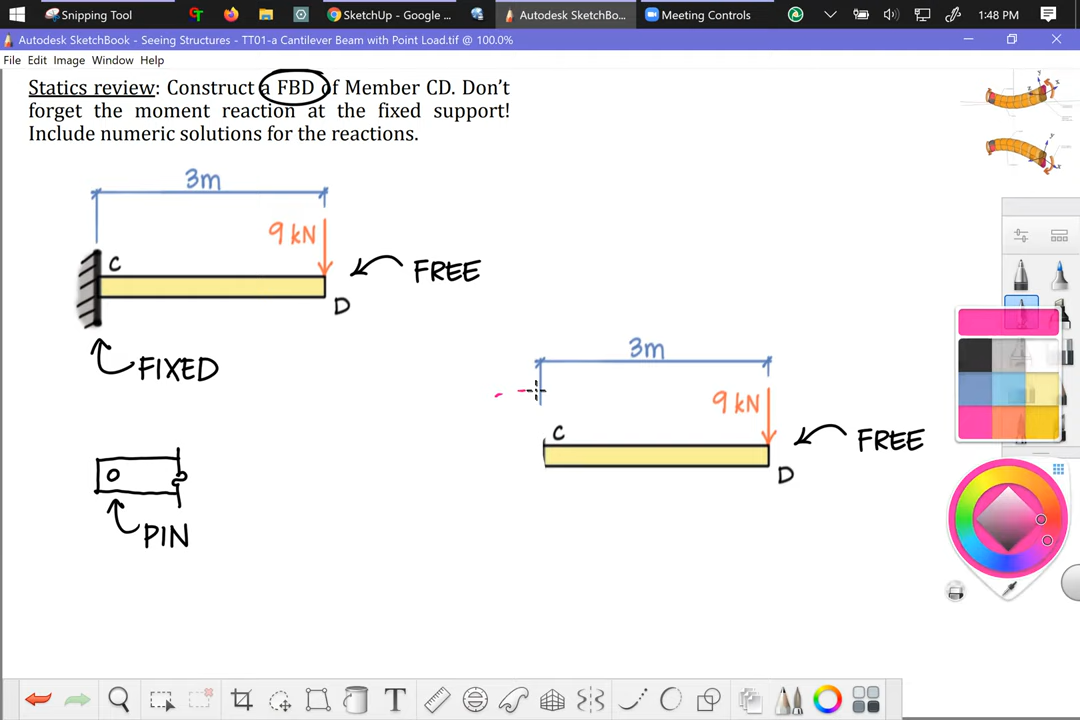 Snipping Tool
SketchUp - Google ...
Autodesk SketchBo...
Meeting Controls
1:48 PM
Autodesk SketchBook - Seeing Structures - TT01-a Cantilever Beam with Point Load.tif @ 100.0%
File Edit Image Window Help
Statics review: Construct a FBD of Member CD. Don't
forget the moment reaction at the fixed support!
Include numeric solutions for the reactions.
3m
9 kN
C
FREE
D
FIXED
3m
9 kN
C
FREE
D
PIN
T